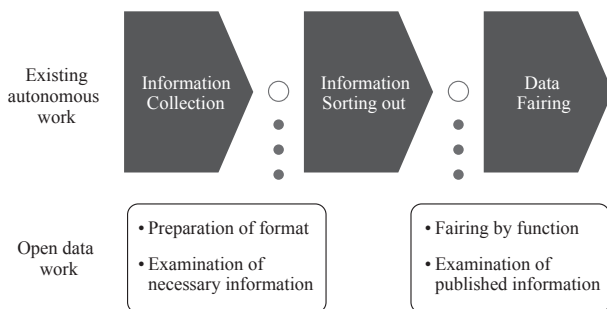 Existing
autonomous
work
Information
Collection
Information
Sorting out
Data
Fairing
Open data
work
• Preparation of format
• Examination of
necessary information
• Fairing by function
• Examination of
published information